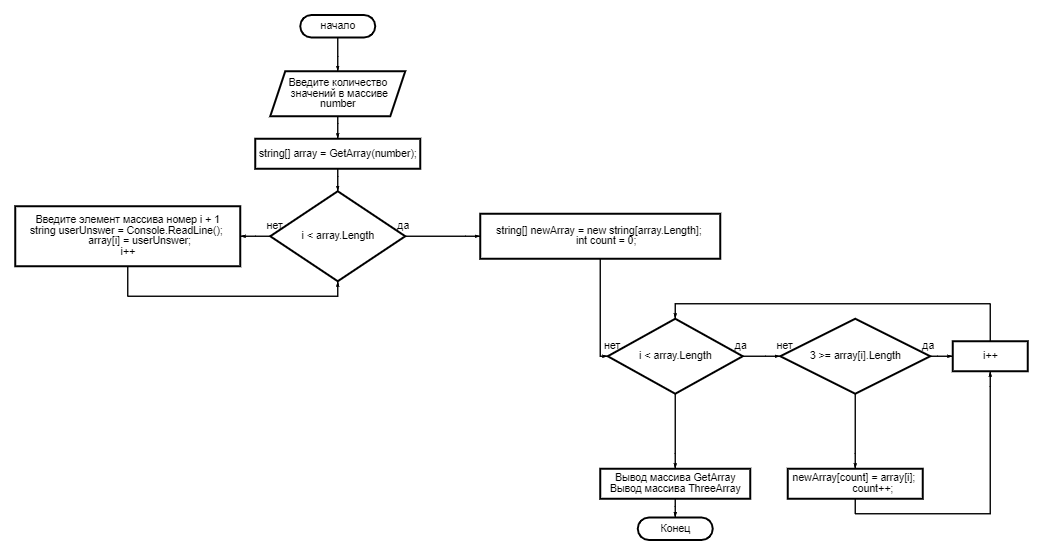 начало
Введите количество
значений в массиве
number
string[] array = GetArray(number);
нет
i < array.Length
да
Введите элемент массива номер i + 1
string userUnswer = Console.ReadLine();
array[i] = userUnswer;
i++
string[] newArray = new string[array.Length];
int count = 0;
нет
i < array.Length
да
нет
3 >= array[i].Length
да
i++
Вывод массива GetArray
Вывод массива ThreeArray
newArray[count] = array[i];
count++;
Конец